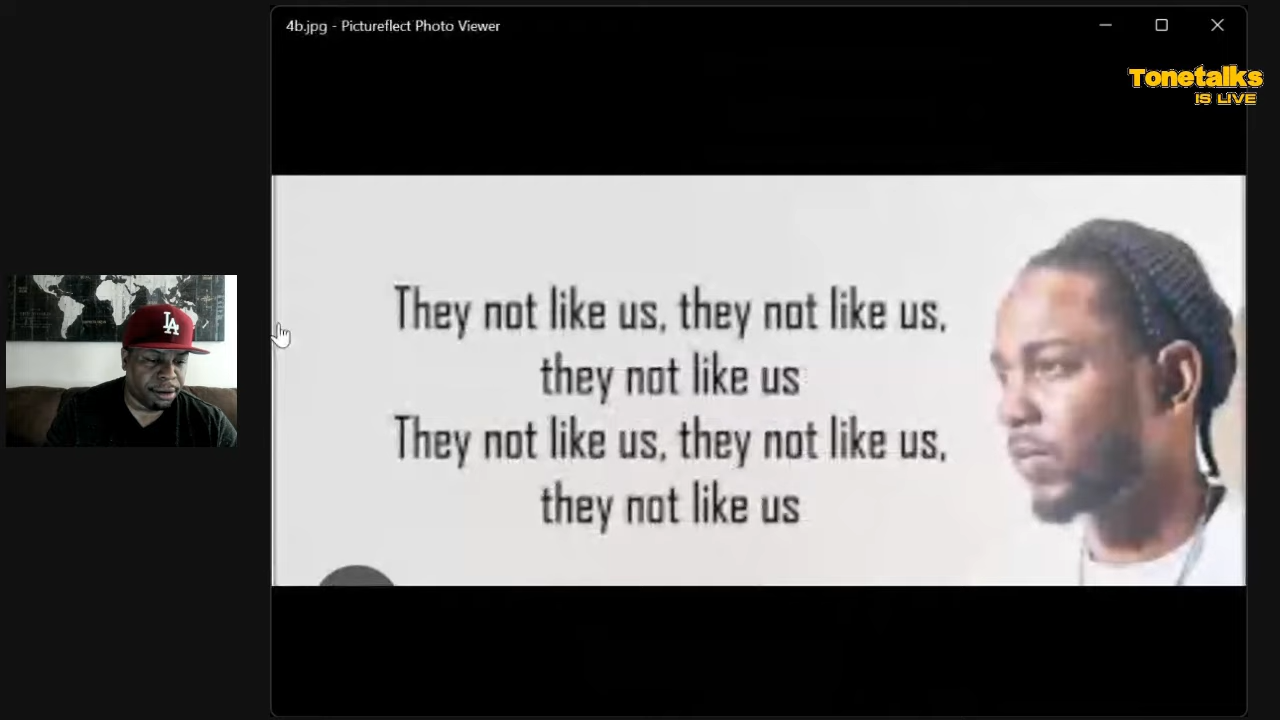 4b.jpg - Pictureflect Photo Viewer
Tonetalks
IS LIVE
LA
They not like us, they not like us,
they not like us
They not like us, they not like us,
they not like us